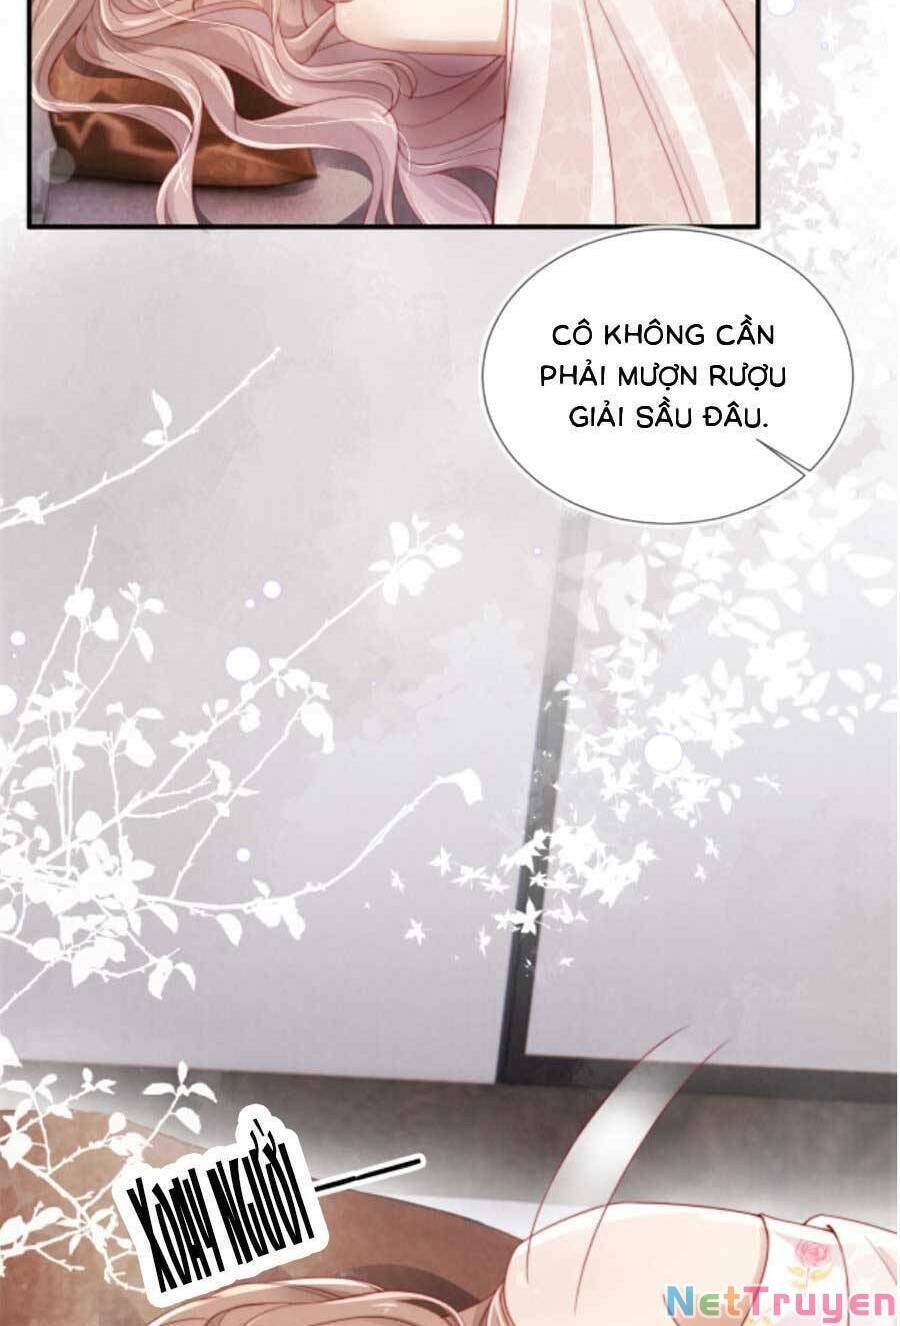 CÔ KHÔNG CẦN
PHẢI MƯỢN RƯỢU
GIẢI SẦU ĐÂU.
XOAY NGƯỜI
NetTruyen